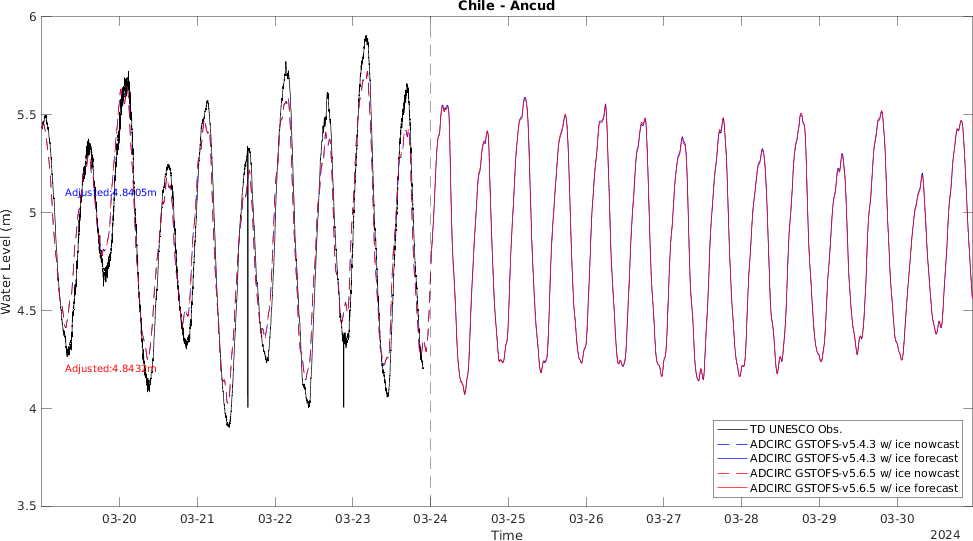 Chile - Ancud
6
5.5
5
4.5
4
3.5
Water Level (m)
Adjusted:4.8405m
Adjusted:4.8432m
TD UNESCO Obs.
ADCIRC GSTOFS-v5.4.3 w/ ice nowcast
ADCIRC GSTOFS-v5.4.3 w/ ice forecast
ADCIRC GSTOFS-v5.6.5 w/ ice nowcast
ADCIRC GSTOFS-v5.6.5 w/ ice forecast
03-20 03-21 03-22 03-23 03-24 03-25 03-26 03-27 03-28 03-29 03-30
Time
2024